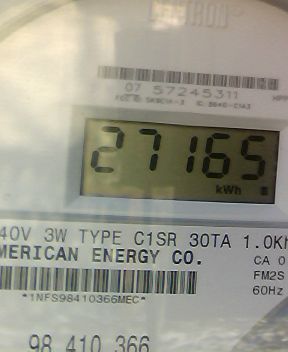 07 57245311
27165
kWh
40V 3W TYPE C1SR 30TA 1.0Kh
MERICAN ENERGY CO.
CA 0
FM2S
60Hz
*1NFS98410366MEC*
98 410 366